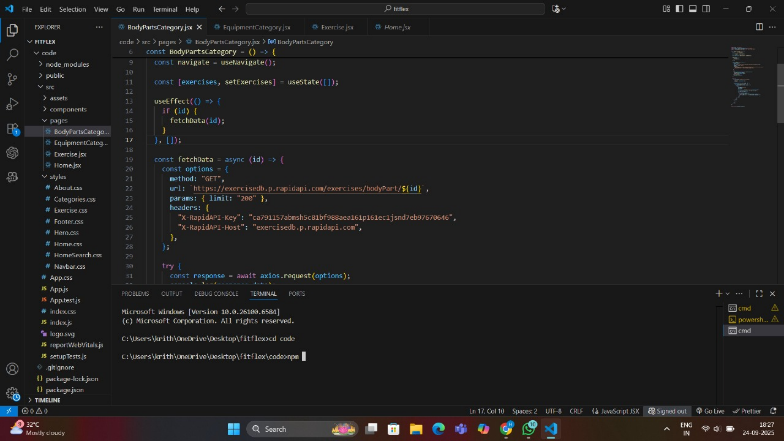 File Edit Selection View Go Run Terminal Help
fitflex
EXPLORER
BodyPartsCategory.jsx
EquipmentCategory.jsx
Exercise.jsx
Home.jsx
code > src > pages > BodyPartsCategory.jsx > BodyPartsCategory
FITFLEX
code
node_modules
public
src
assets
components
pages
BodyPartsCatego...
EquipmentCateg...
Exercise.jsx
Home.jsx
styles
About.css
Categories.css
Exercise.css
Footer.css
Hero.css
Home.css
HomeSearch.css
Navbar.css
App.css
App.js
App.test.js
index.css
index.js
logo.svg
reportWebVitals.js
setupTests.js
.gitignore
package-lock.json
package.json
TIMELINE
6 const BodyPartsCategory = () => {
9 const navigate = useNavigate();
10
11 const [exercises, setExercises] = useState([]);
12
13 useEffect(() => {
14 if (id) {
15 fetchData(id);
16 }
17 }, []);
18
19 const fetchData = async (id) => {
20 const options = {
21 method: "GET",
22 url: `https://exercisedb.p.rapidapi.com/exercises/bodyPart/${id}`,
23 params: { limit: "200" },
24 headers: {
25 "X-RapidAPI-Key":
26 "X-RapidAPI-Host": "exercisedb.p.rapidapi.com",
27 },
28 };
29
30 try {
31 const response = await axios.request(options);
PROBLEMS OUTPUT DEBUG CONSOLE TERMINAL PORTS
Microsoft Windows [Version 10.0.26100.6584]
(c) Microsoft Corporation. All rights reserved.
C:\Users\krith\OneDrive\Desktop\fitflex>cd code
C:\Users\krith\OneDrive\Desktop\fitflex\code>npm
cmd
powersh...
cmd
0 0 Ln 17, Col 10 Spaces: 2 UTF-8 CRLF JavaScript JSX Signed out Go Live Prettier
32°C
Mostly cloudy
Search
ENG
IN
18:27
24-09-2025